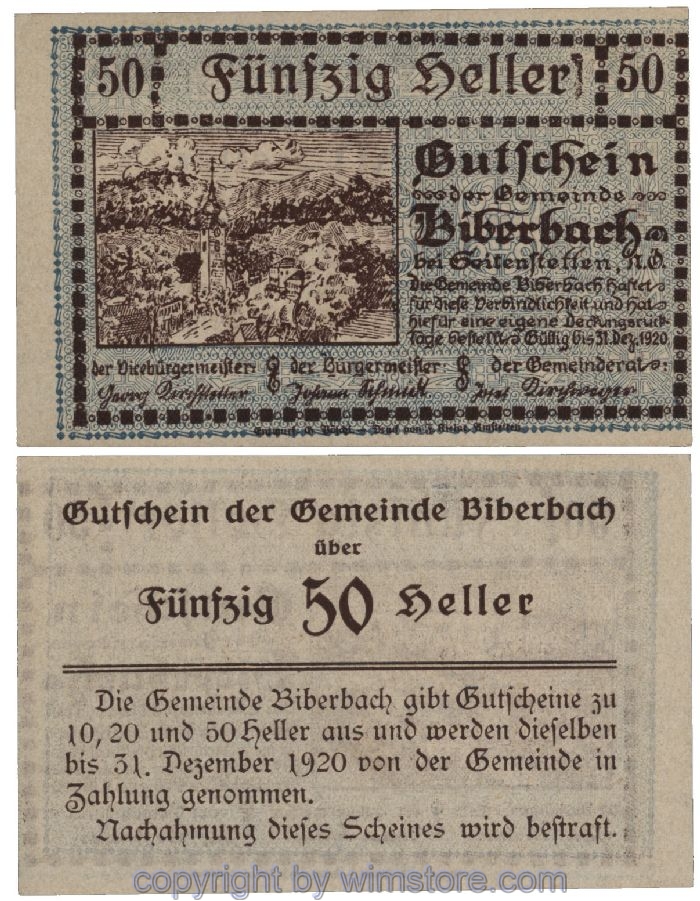 50 Fünfzig Heller 50
Gutschein
der Gemeinde
Biberbach
bei Seitenstetten, N.Ö.
Die Gemeinde Biberbach haftet
für diese Verbindlichkeit und hat
hiefür eine eigene Deckungsrück-
lage bestellt. Gültig bis 31. Dez. 1920
der Vicebürgermeister: der Bürgermeister: der Gemeinderat:
Georg Johann Schmidt Josef
Gutschein der Gemeinde Biberbach
über
Fünfzig 50 Heller
Die Gemeinde Biberbach gibt Gutscheine zu
10, 20 und 50 Heller aus und werden dieselben
bis 31. Dezember 1920 von der Gemeinde in
Zahlung genommen.
Nachahmung dieses Scheines wird bestraft.
copyright by wimstore.com